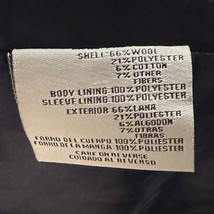 SHELL: 66% WOOL
21% POLYESTER
6% COTTON
7% OTHER
FIBERS
BODY LINING: 100% POLYESTER
SLEEVE LINING: 100% POLYESTER
EXTERIOR: 66% LANA
21% POLIESTER
6% ALGODON
7% OTRAS
FIBRAS
FORRO DEL CUERPO: 100% POLIESTER
FORRO DE LA MANGA: 100% POLIESTER
CARE ON REVERSE
CUIDADO AL REVERSO